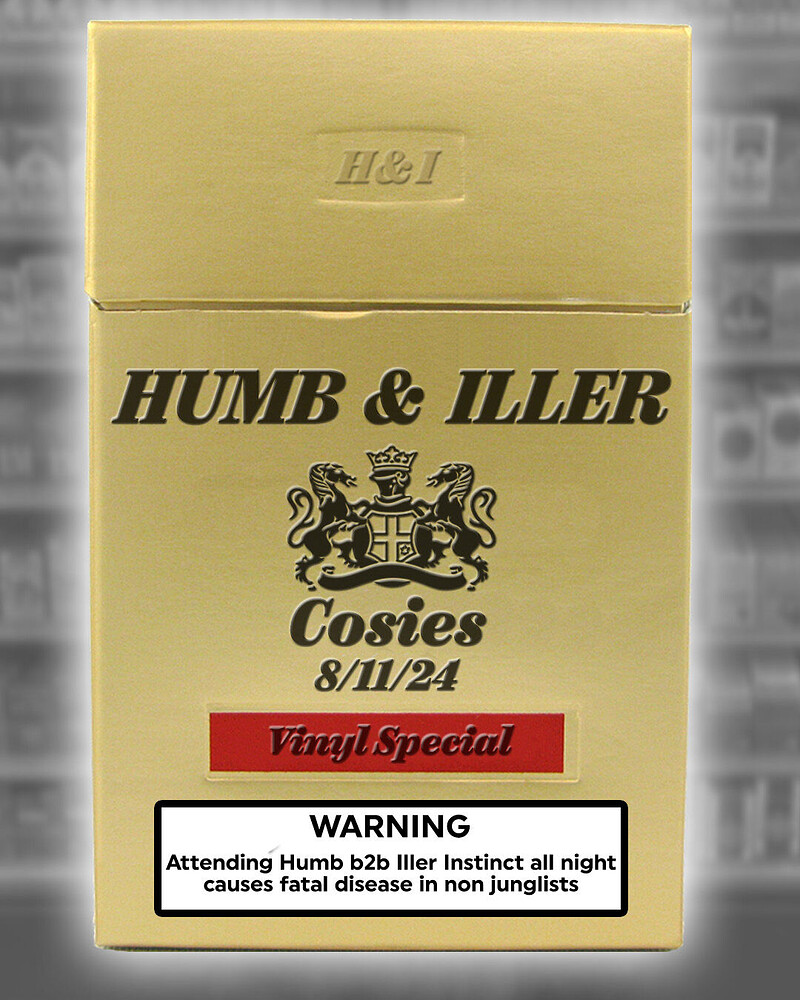 H&I
HUMB & ILLER
Cosies
8/11/24
Vinyl Special
WARNING
Attending Humb b2b Iller Instinct all night
causes fatal disease in non junglists